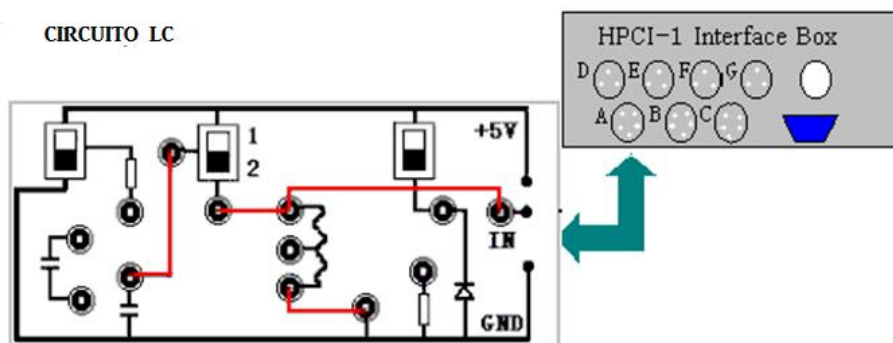 CIRCUITO LC
HPCI-1 Interface Box
D E F G
A B C
1
2
+5V
IN
GND